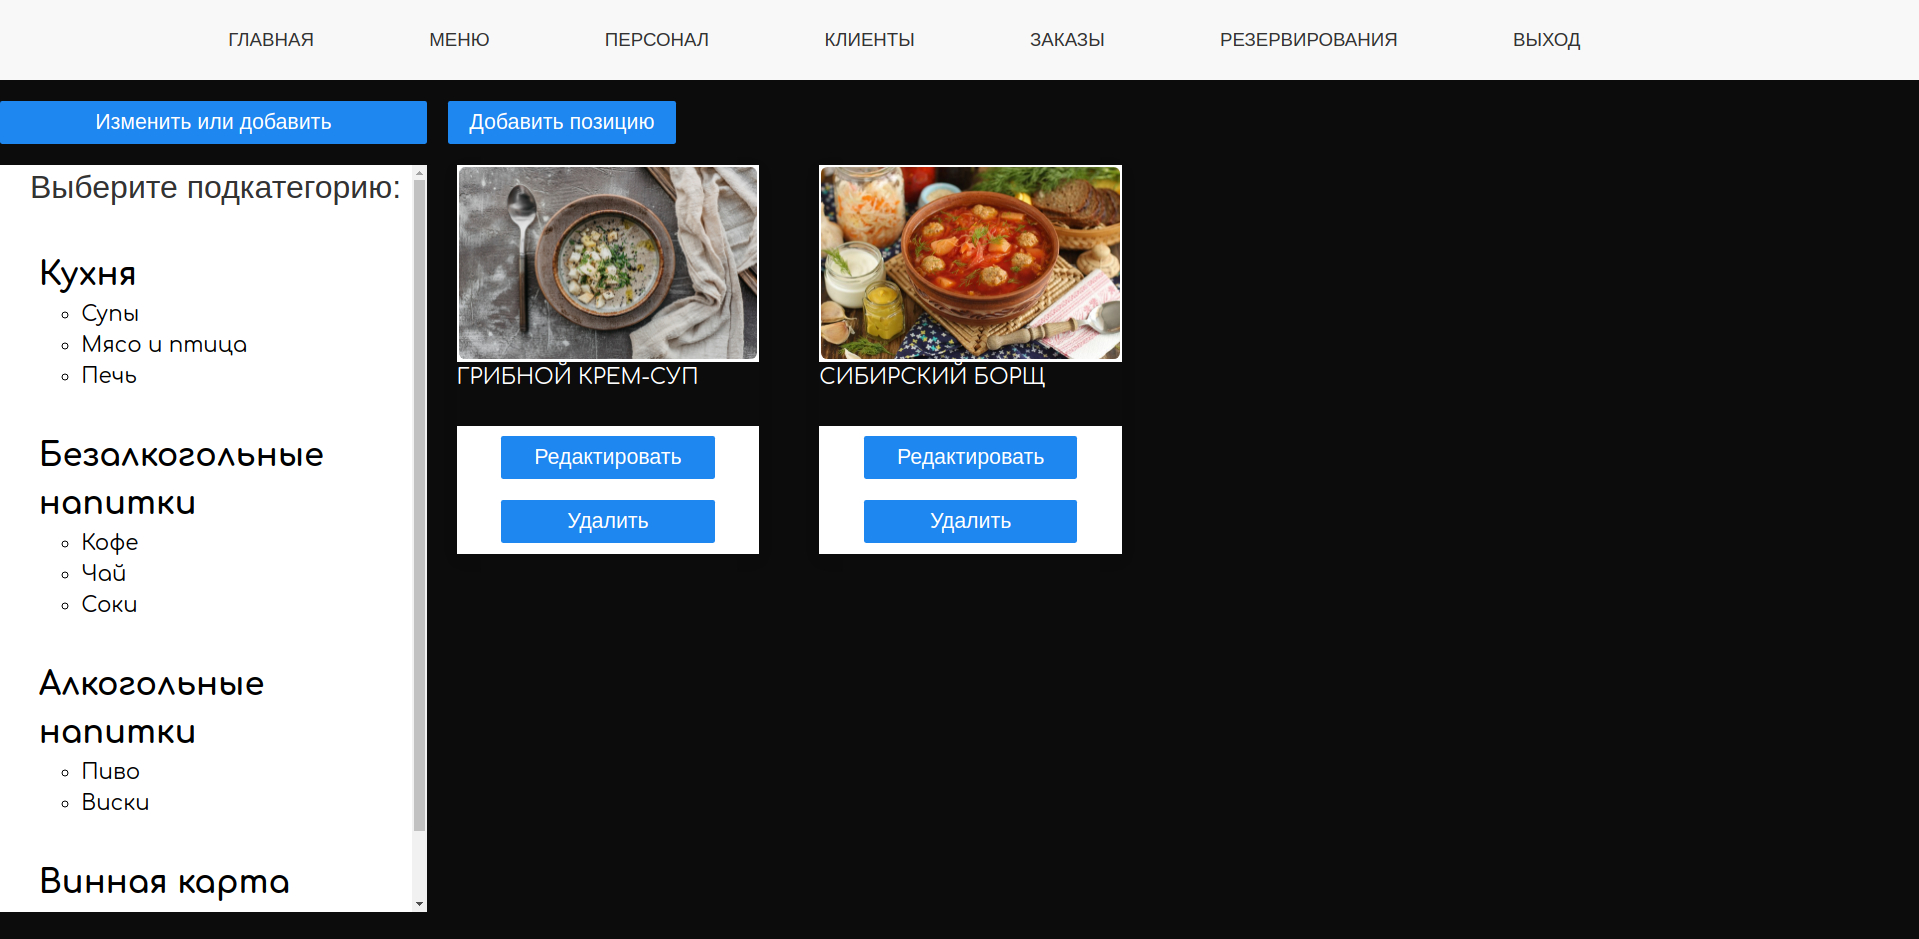 ГЛАВНАЯ МЕНЮ ПЕРСОНАЛ КЛИЕНТЫ ЗАКАЗЫ РЕЗЕРВИРОВАНИЯ ВЫХОД
Изменить или добавить
Добавить позицию
Выберите подкатегорию:
Кухня
Супы
Мясо и птица
Печь
Безалкогольные
напитки
Кофе
Чай
Соки
Алкогольные
напитки
Пиво
Виски
Винная карта
ГРИБНОЙ КРЕМ-СУП
Редактировать
Удалить
СИБИРСКИЙ БОРЩ
Редактировать
Удалить